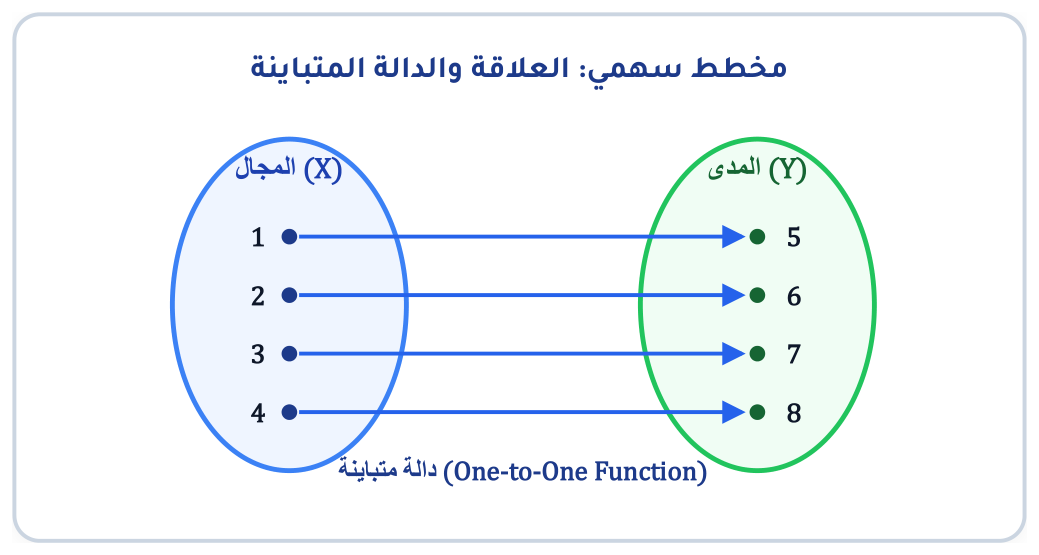 مخطط سهمي: العلاقة والدالة المتباينة
المجال (X)
المدى (Y)
1 5
2 6
3 7
4 8
دالة متباينة (One-to-One Function)